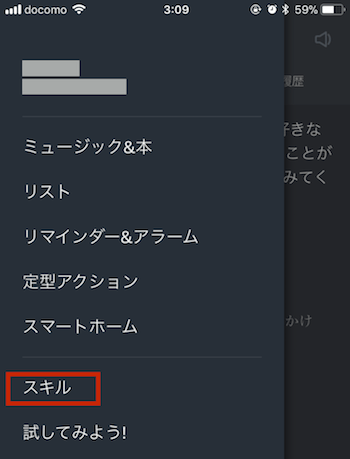 docomo 3:09 59%
履歴
ミュージック&本
好きな
ことが
リスト
みてく
リマインダー&アラーム
定型アクション
スマートホーム
かけ
スキル
試してみよう!